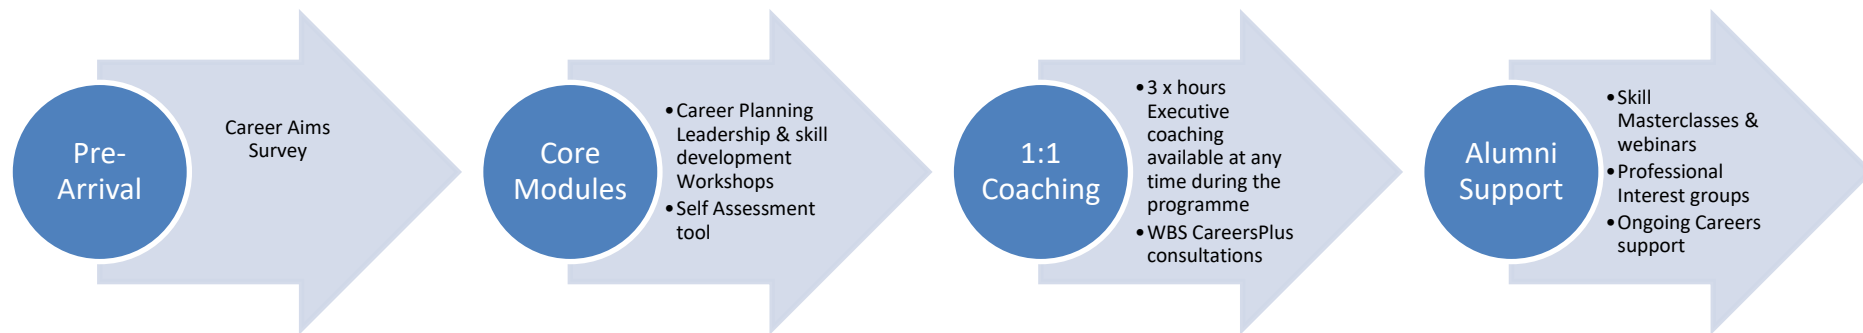 Pre-
Arrival
Career Aims
Survey
Core
Modules
•Career Planning
Leadership & skill
development
Workshops
•Self Assessment
tool
1:1
Coaching
•3 x hours
Executive
coaching
available at any
time during the
programme
•WBS CareersPlus
consultations
Alumni
Support
•Skill
Masterclasses &
webinars
•Professional
Interest groups
•Ongoing Careers
support